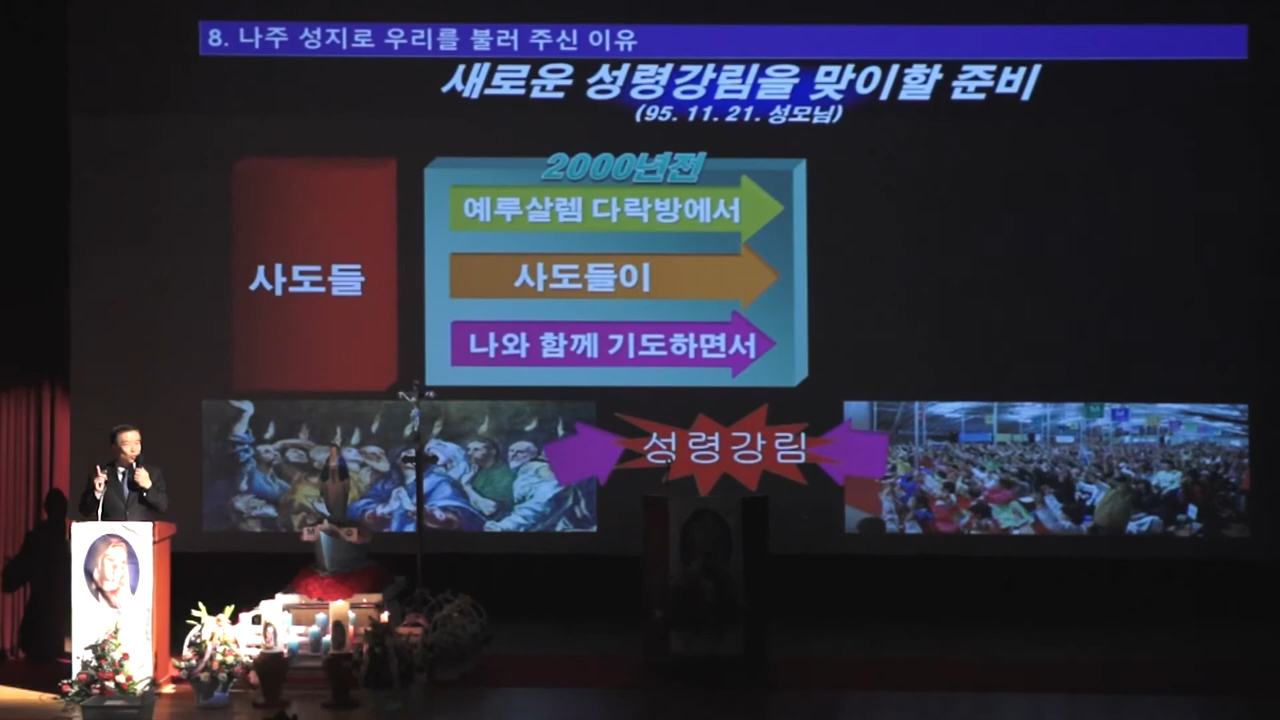 8. 나주 성지로 우리를 불러 주신 이유
새로운 성령강림을 맞이할 준비
(95. 11. 21. 성모님)
2000년전
예루살렘 다락방에서
사도들
사도들이
나와 함께 기도하면서
성령강림